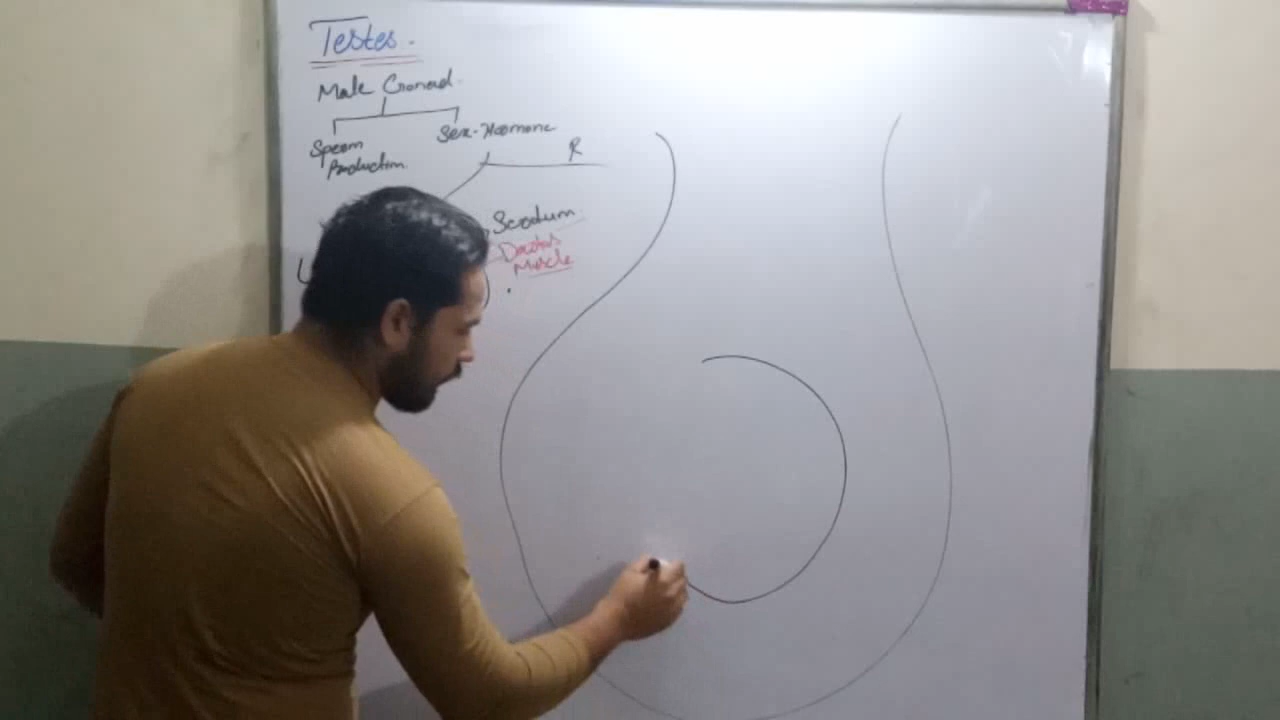 Testes.
Male Gonad.
Sperm
Production
Sex-Hormone
R
Scrotum
Dartos
Muscle